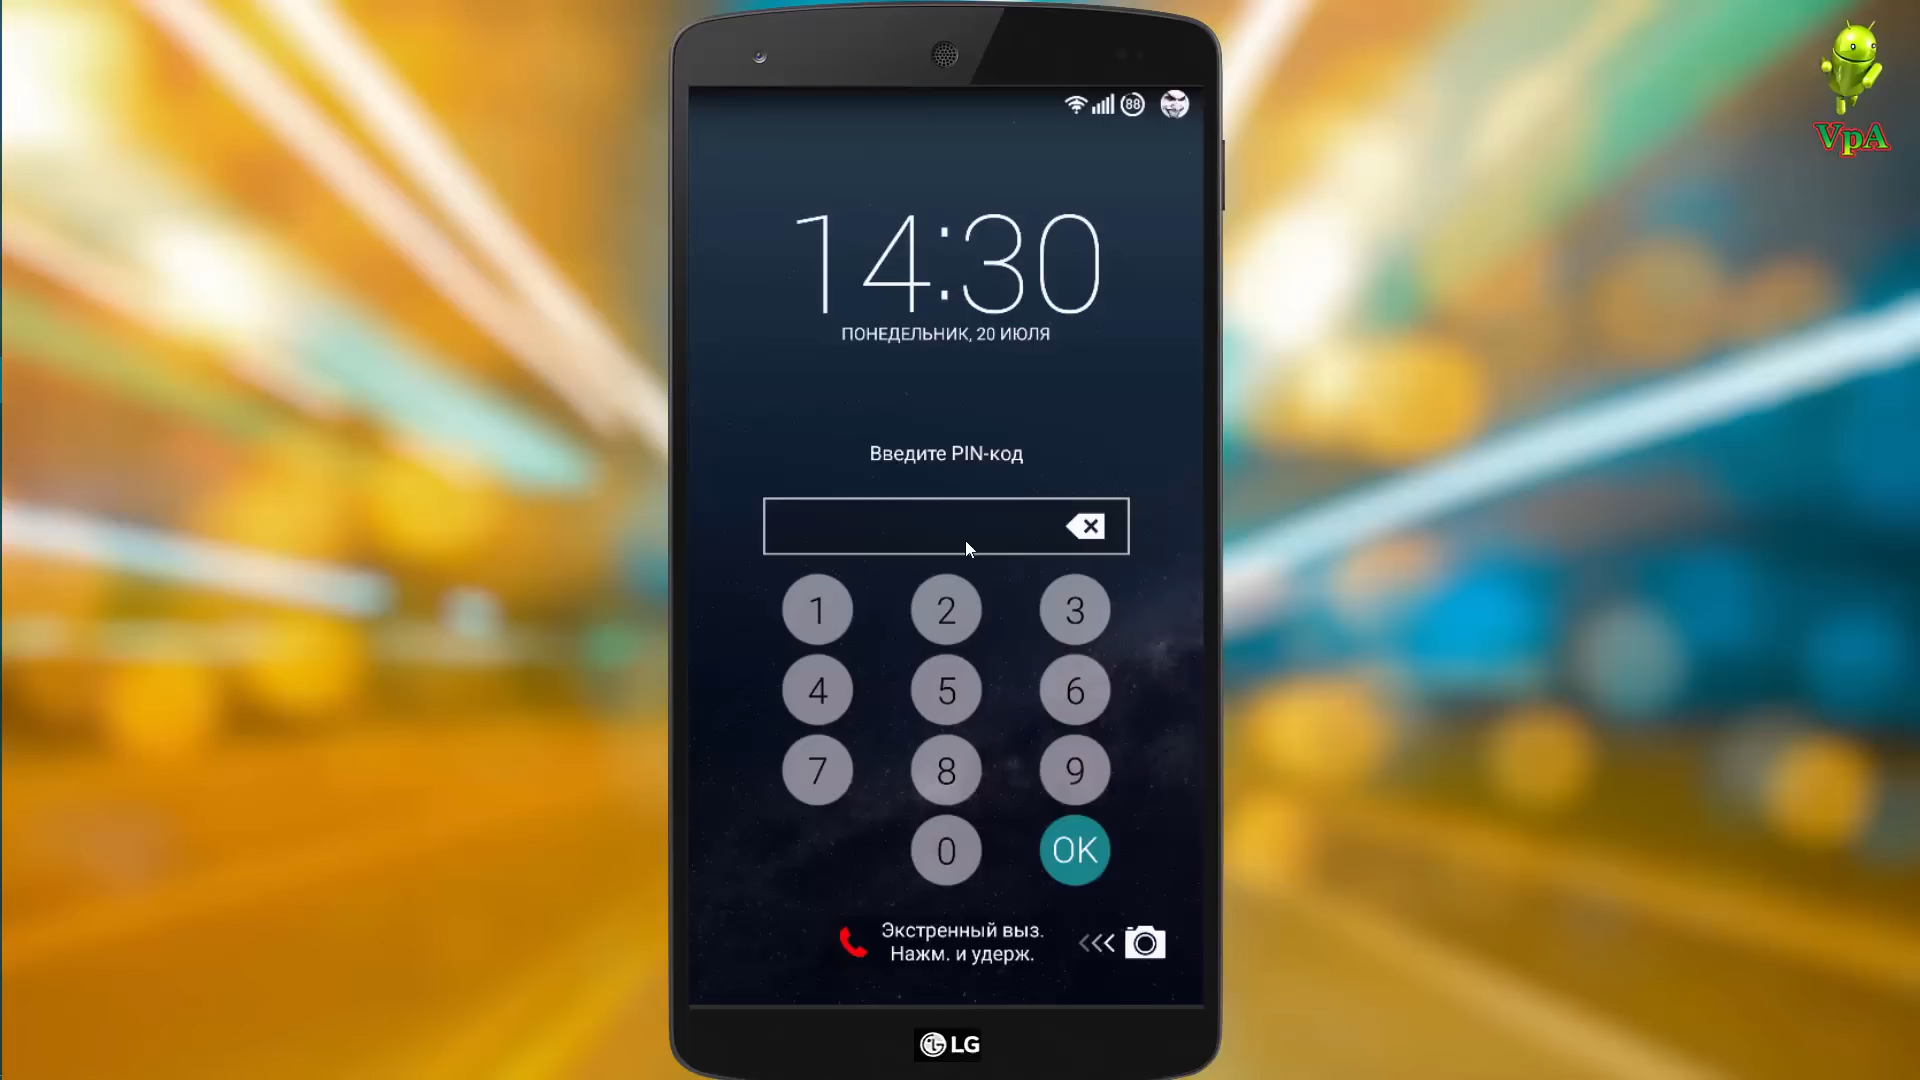 88
VpA
14:30
ПОНЕДЕЛЬНИК, 20 ИЮЛЯ
Введите PIN-код
1 2 3
4 5 6
7 8 9
0 OK
Экстренный выз.
Нажм. и удерж.
LG